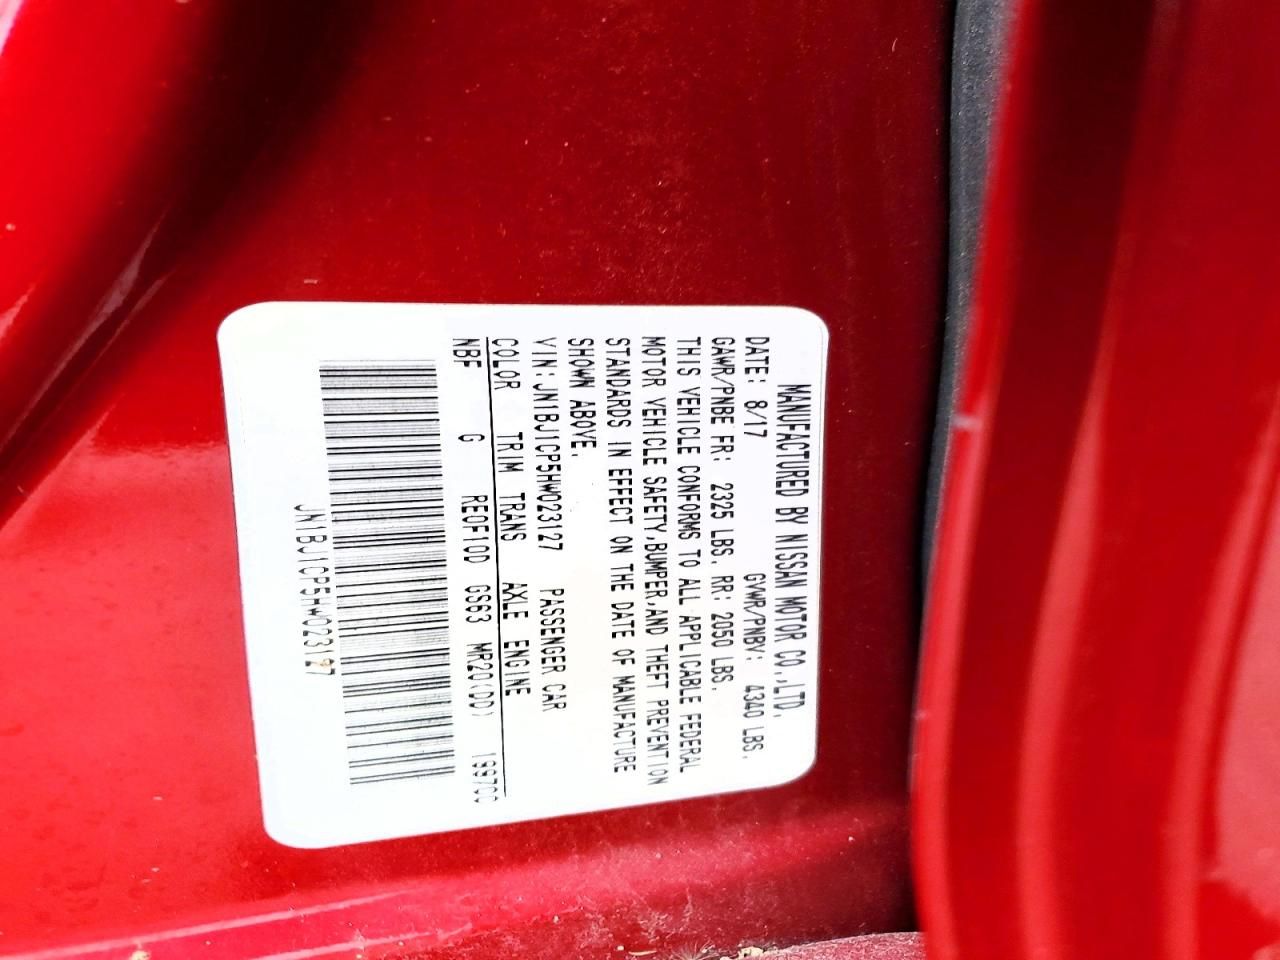 MANUFACTURED BY NISSAN MOTOR CO.,LTD.
DATE: 8/17 GVWR/PNBV: 4340 LBS.
GAWR/PNBE FR: 2325 LBS. RR: 2050 LBS.
THIS VEHICLE CONFORMS TO ALL APPLICABLE FEDERAL
MOTOR VEHICLE SAFETY,BUMPER,AND THEFT PREVENTION
STANDARDS IN EFFECT ON THE DATE OF MANUFACTURE
SHOWN ABOVE.
VIN:JN1BJ1CP5HW023127 PASSENGER CAR
COLOR TRIM TRANS AXLE ENGINE
NBF G RE0F10D GS63 MR20(DD) 1997CC
JN1BJ1CP5HW023127